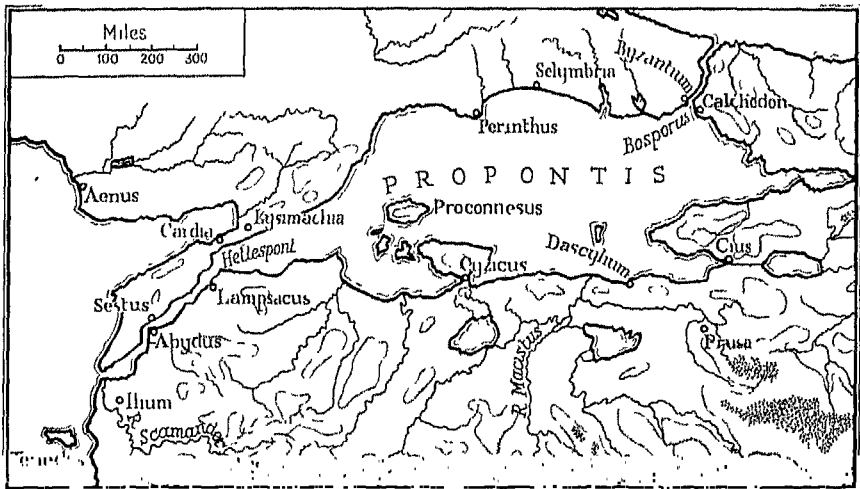 Miles
0 100 200 300
Selymbria
Byzantium
Calchedon
Bosporus
Perinthus
PROPONTIS
Aenus
Proconnesus
Lysimachia
Cardia
Hellespont
Dascylium
Cius
Cyzicus
Lampsacus
Sestus
Abydus
R. Macestus
Prusa
Ilium
Scamand